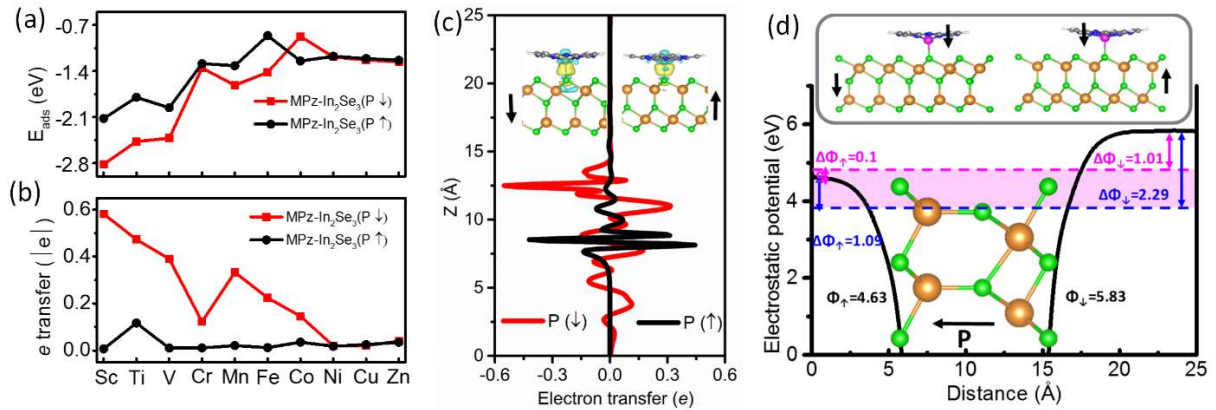 (a)
-0.7
-1.4
-2.1
-2.8
E_ads (eV)
MPz-In₂Se₃(P ↓)
MPz-In₂Se₃(P ↑)
(b)
0.6
0.4
0.2
0.0
e transfer (|e|)
MPz-In₂Se₃(P ↓)
MPz-In₂Se₃(P ↑)
Sc Ti V Cr Mn Fe Co Ni Cu Zn
(c)
25
20
15
10
5
0
Z (Å)
P (↓)
P (↑)
-0.6 -0.3 0.0 0.3 0.6
Electron transfer (e)
(d)
6
4
2
0
Electrostatic potential (eV)
ΔΦ↑=0.1
ΔΦ↓=1.01
ΔΦ↓=2.29
ΔΦ↑=1.09
Φ↑=4.63
Φ↓=5.83
P
0 5 10 15 20 25
Distance (Å)